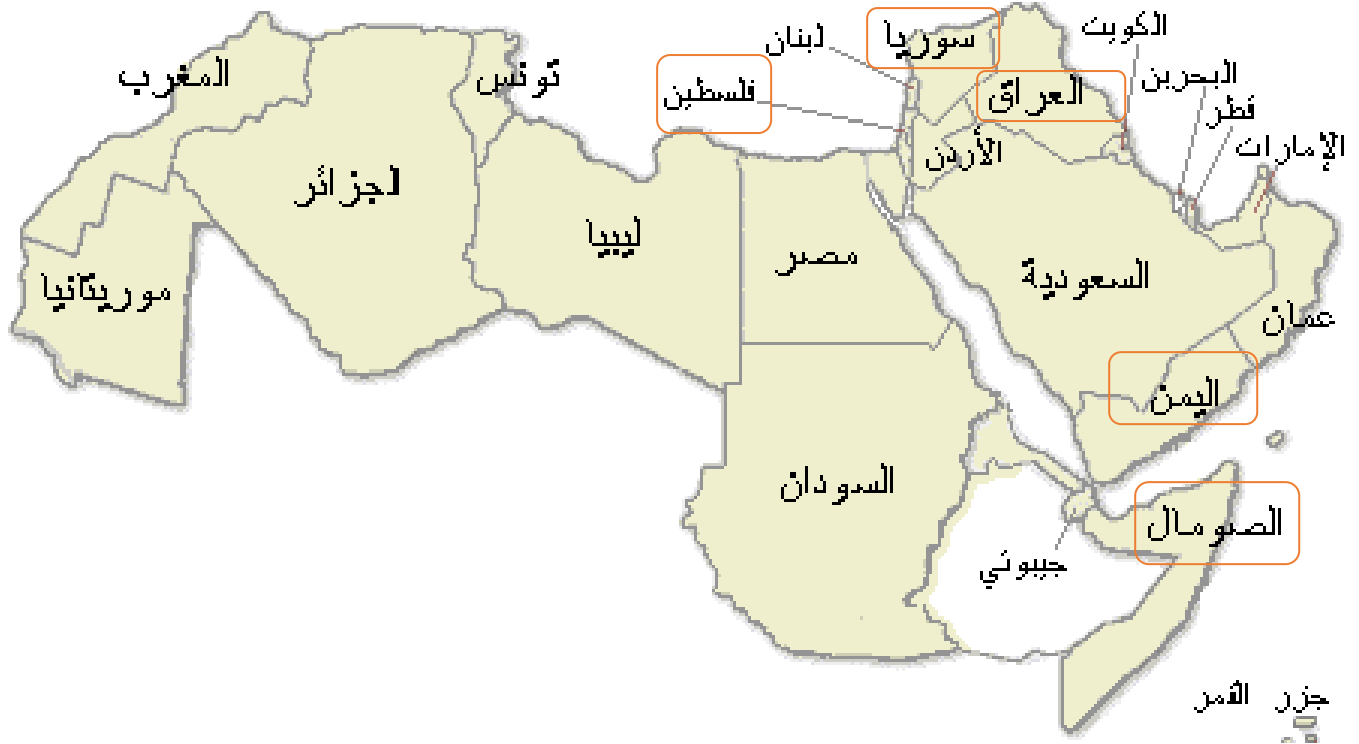 سوريا
الكويت
لبنان
المغرب
تونس
البحرين
فلسطين
العراق
قطر
الإمارات
الأردن
الجزائر
ليبيا
مصر
السعودية
موريتانيا
عمان
اليمن
السودان
الصومال
جيبوتي
جزر القمر